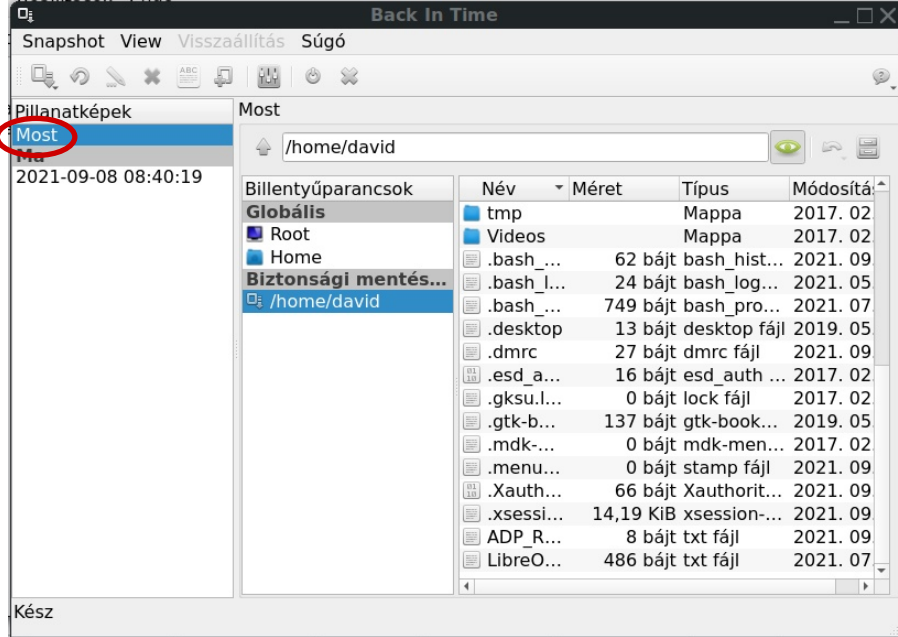 Back In Time
Snapshot View Visszaállítás Súgó
ABC
Pillanatképek
Most
Ma
2021-09-08 08:40:19
Most
/home/david
Billentyűparancsok
Globális
Root
Home
Biztonsági mentés...
/home/david
Név Méret Típus Módosítás
tmp Mappa 2017. 02
Videos Mappa 2017. 02
.bash_... 62 bájt bash_hist... 2021. 09
.bash_l... 24 bájt bash_log... 2021. 05
.bash_... 749 bájt bash_pro... 2021. 07
.desktop 13 bájt desktop fájl 2019. 05
.dmrc 27 bájt dmrc fájl 2021. 09
.esd_a... 16 bájt esd_auth ... 2017. 02
.gksu.l... 0 bájt lock fájl 2017. 02
.gtk-b... 137 bájt gtk-book... 2019. 05
.mdk-... 0 bájt mdk-men... 2017. 02
.menu... 0 bájt stamp fájl 2021. 09
.Xauth... 66 bájt Xauthorit... 2021. 09
.xsessi... 14,19 KiB xsession-... 2021. 09
ADP_R... 8 bájt txt fájl 2021. 09
LibreO... 486 bájt txt fájl 2021. 07
Kész